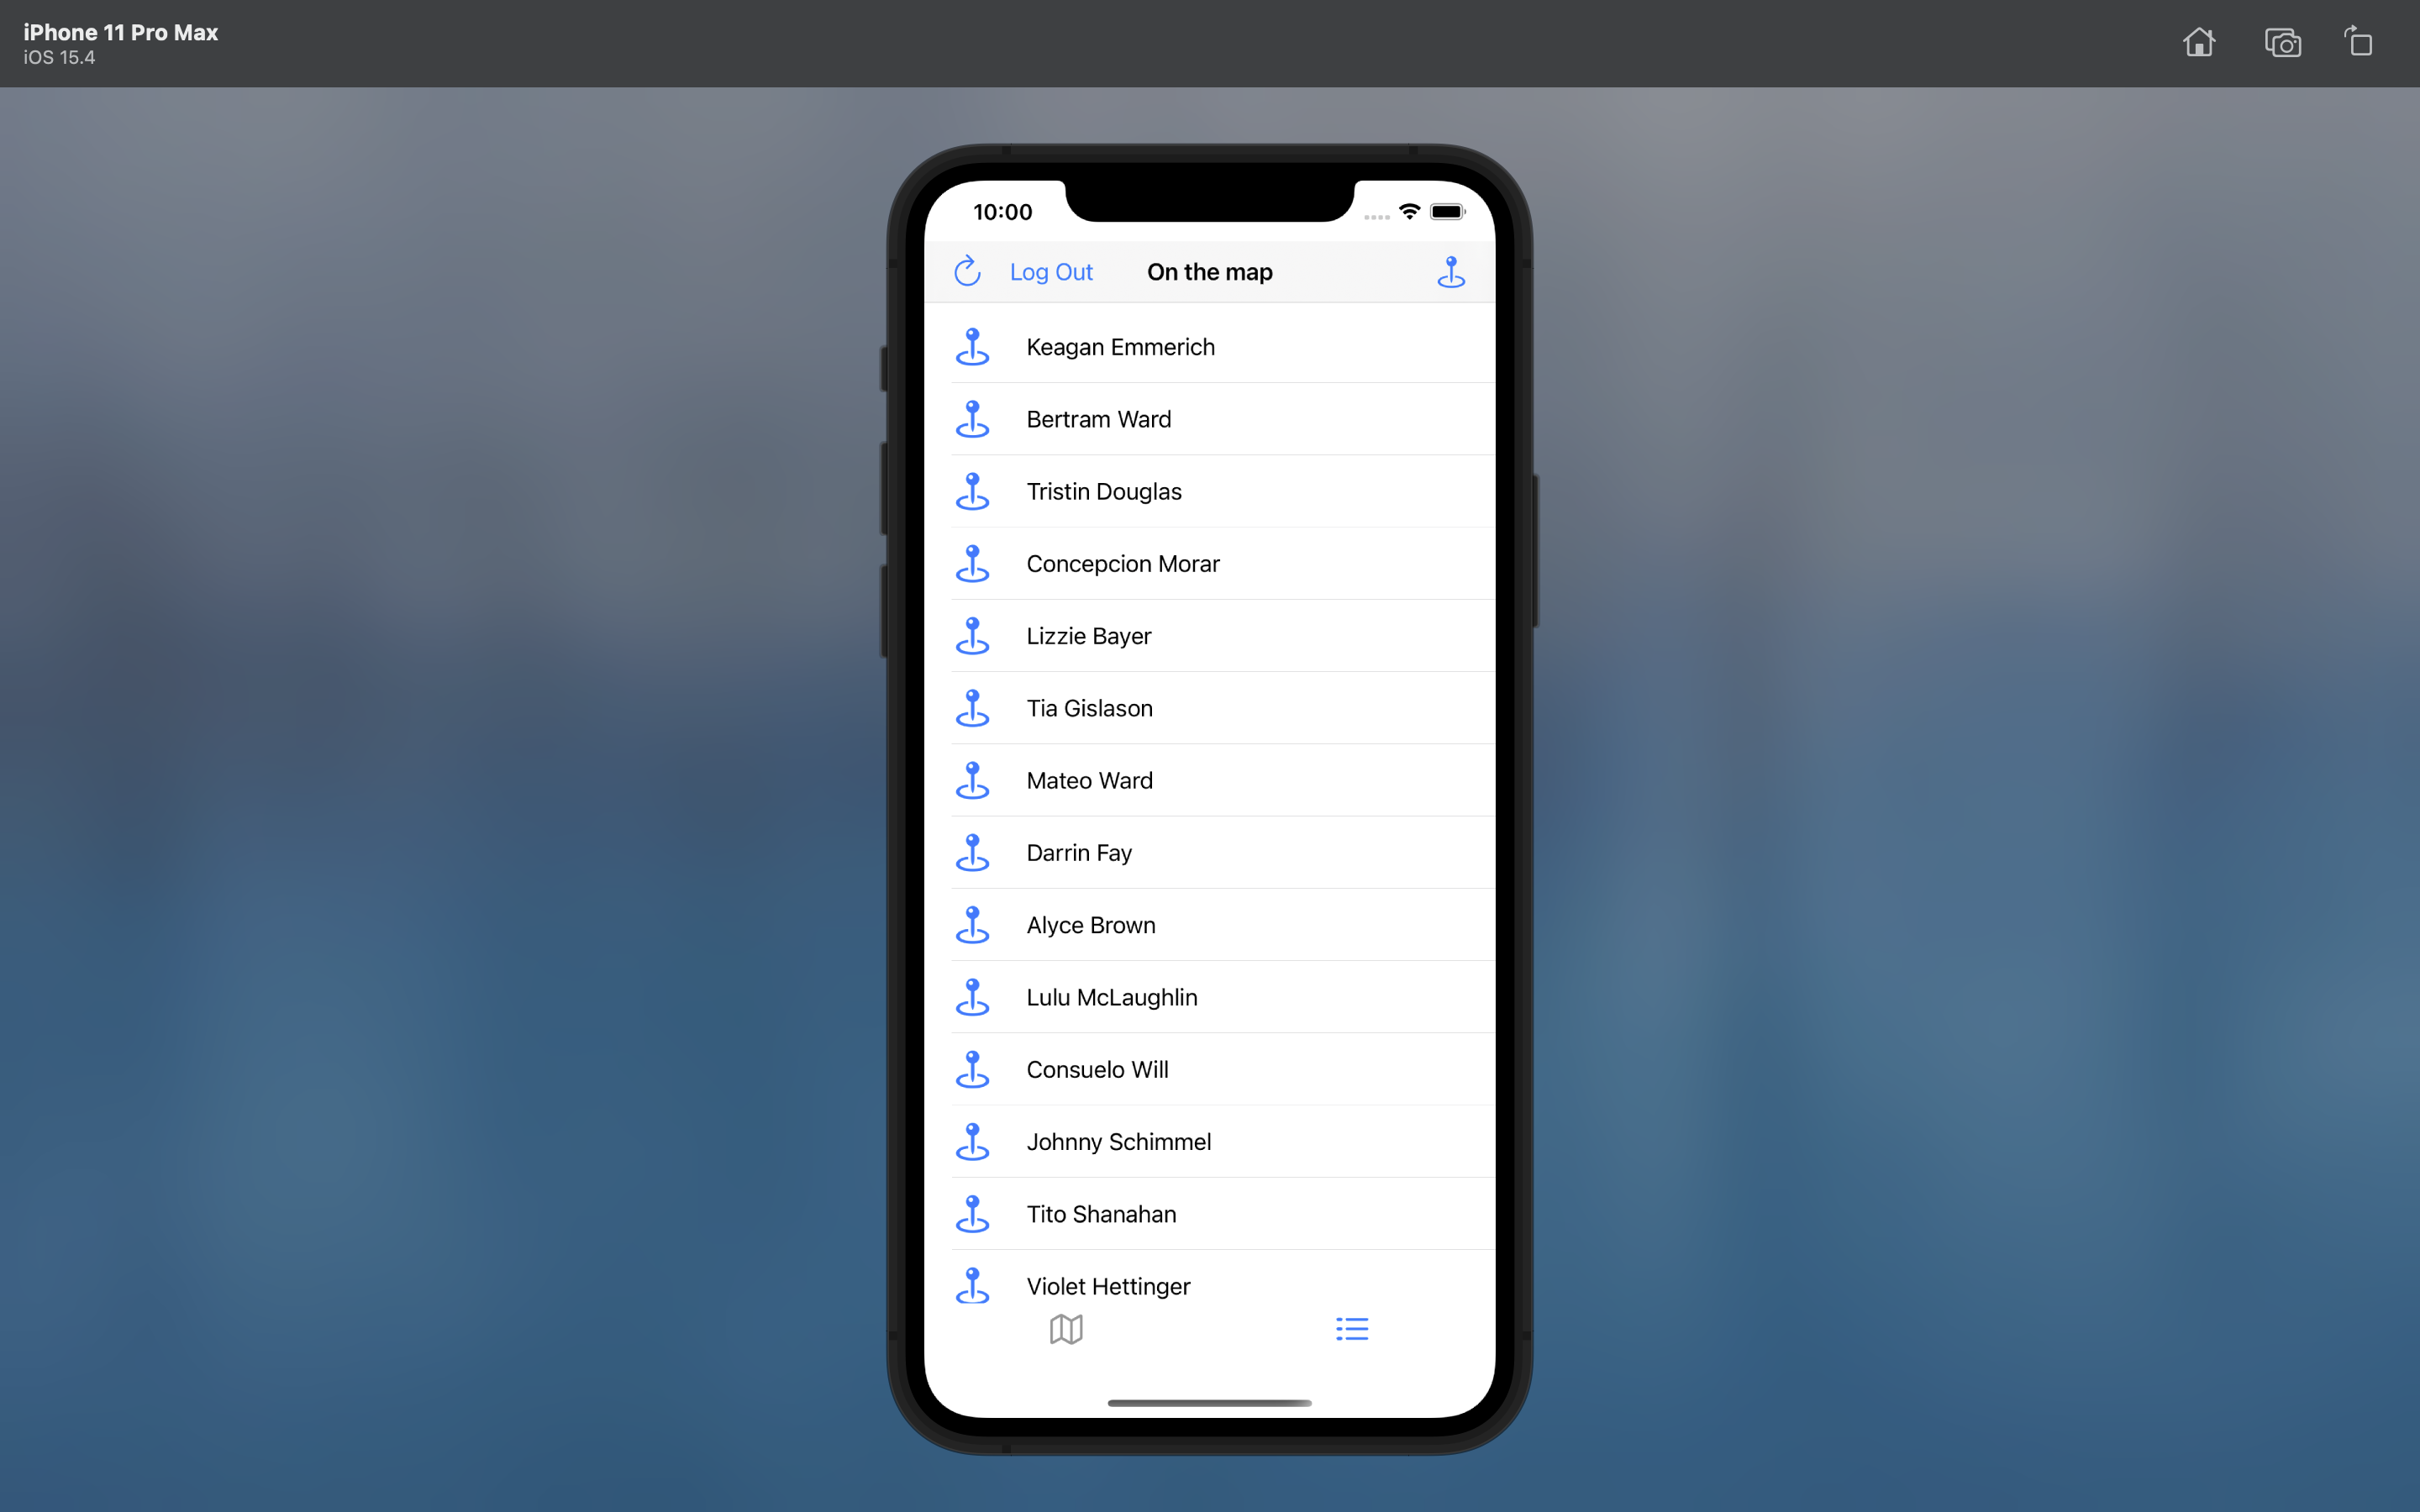 iPhone 11 Pro Max
iOS 15.4
10:00
Log Out
On the map
Keagan Emmerich
Bertram Ward
Tristin Douglas
Concepcion Morar
Lizzie Bayer
Tia Gislason
Mateo Ward
Darrin Fay
Alyce Brown
Lulu McLaughlin
Consuelo Will
Johnny Schimmel
Tito Shanahan
Violet Hettinger